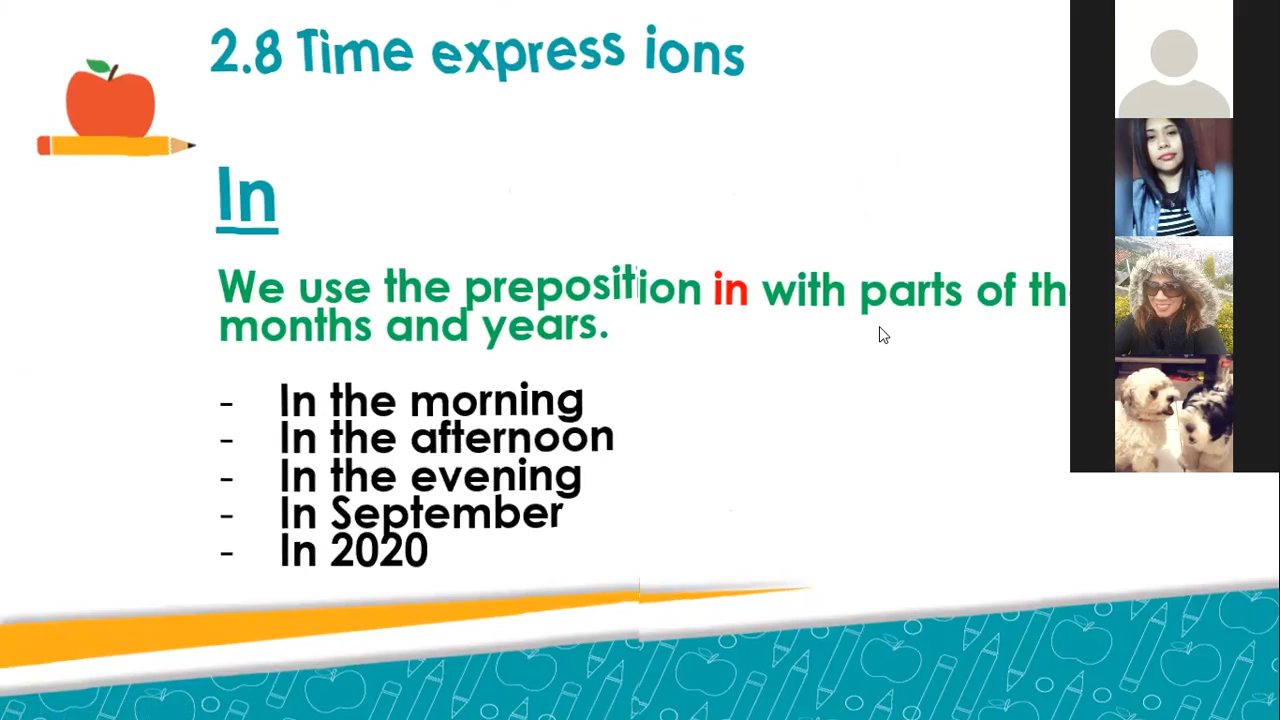 2.8 Time express ions
In
We use the preposition in with parts of
months and years.
- In the morning
- In the afternoon
- In the evening
- In September
- In 2020